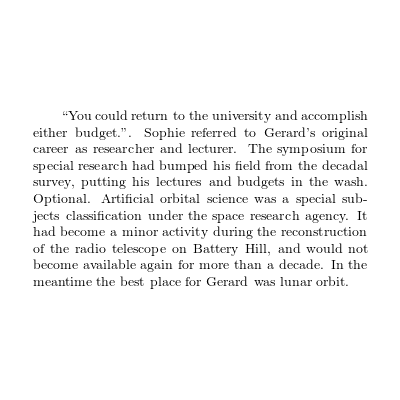 “You could return to the university and accomplish
either budget.”. Sophie referred to Gerard’s original
career as researcher and lecturer. The symposium for
special research had bumped his field from the decadal
survey, putting his lectures and budgets in the wash.
Optional. Artificial orbital science was a special sub-
jects classification under the space research agency. It
had become a minor activity during the reconstruction
of the radio telescope on Battery Hill, and would not
become available again for more than a decade. In the
meantime the best place for Gerard was lunar orbit.